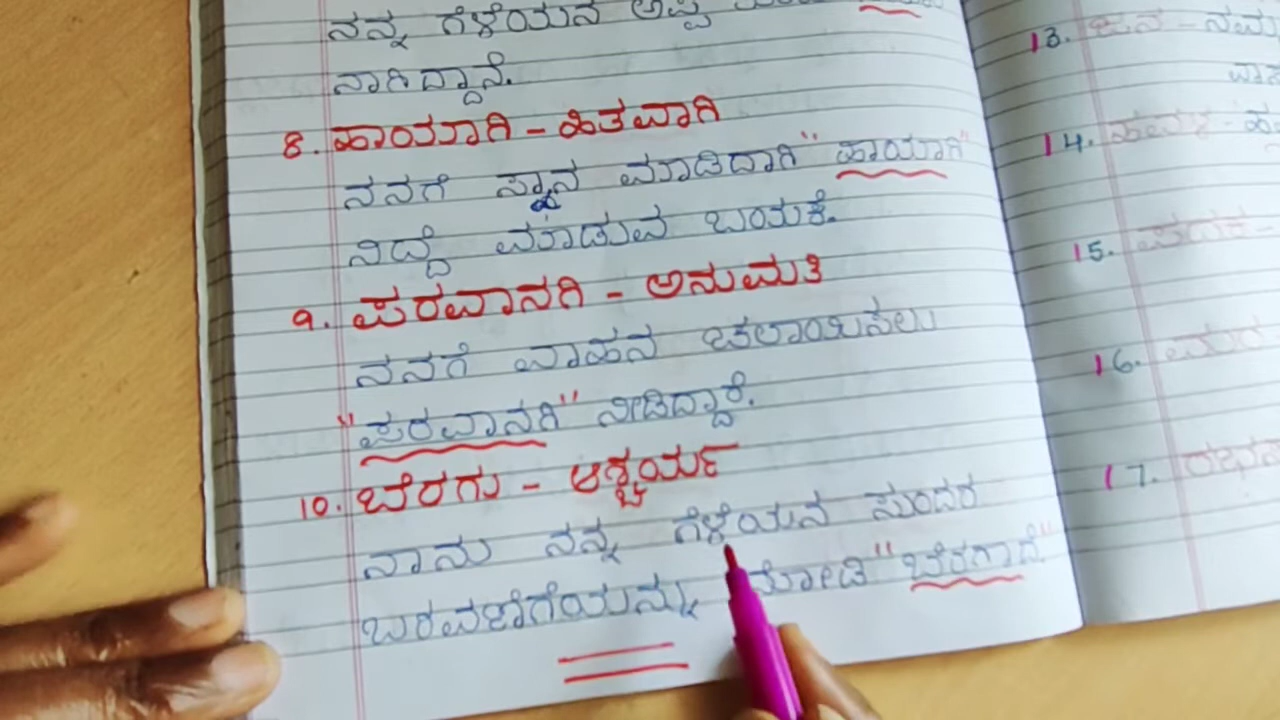 ನನ್ನ ಗೆಳೆಯನ ಅಪ್ಪ
ನಾಗಿದ್ದಾನೆ.
8. ಹಾಯಾಗಿ - ಹಿತವಾಗಿ
ನನಗೆ ಸ್ನಾನ ಮಾಡಿದಾಗ "ಹಾಯಾಗಿ"
ನಿದ್ದೆ ಮಾಡುವ ಬಯಕೆ.
9. ಪರವಾನಗಿ - ಅನುಮತಿ
ನನಗೆ ವಾಹನ ಚಲಾಯಿಸಲು
"ಪರವಾನಗಿ" ನೀಡಿದ್ದಾರೆ.
10. ಬೆರಗು - ಆಶ್ಚರ್ಯ
ನಾನು ನನ್ನ ಗೆಳೆಯನ ಸುಂದರ
ಬರವಣಿಗೆಯನ್ನು ನೋಡಿ "ಬೆರಗಾದೆ"
13.
14.
15.
16.
17.